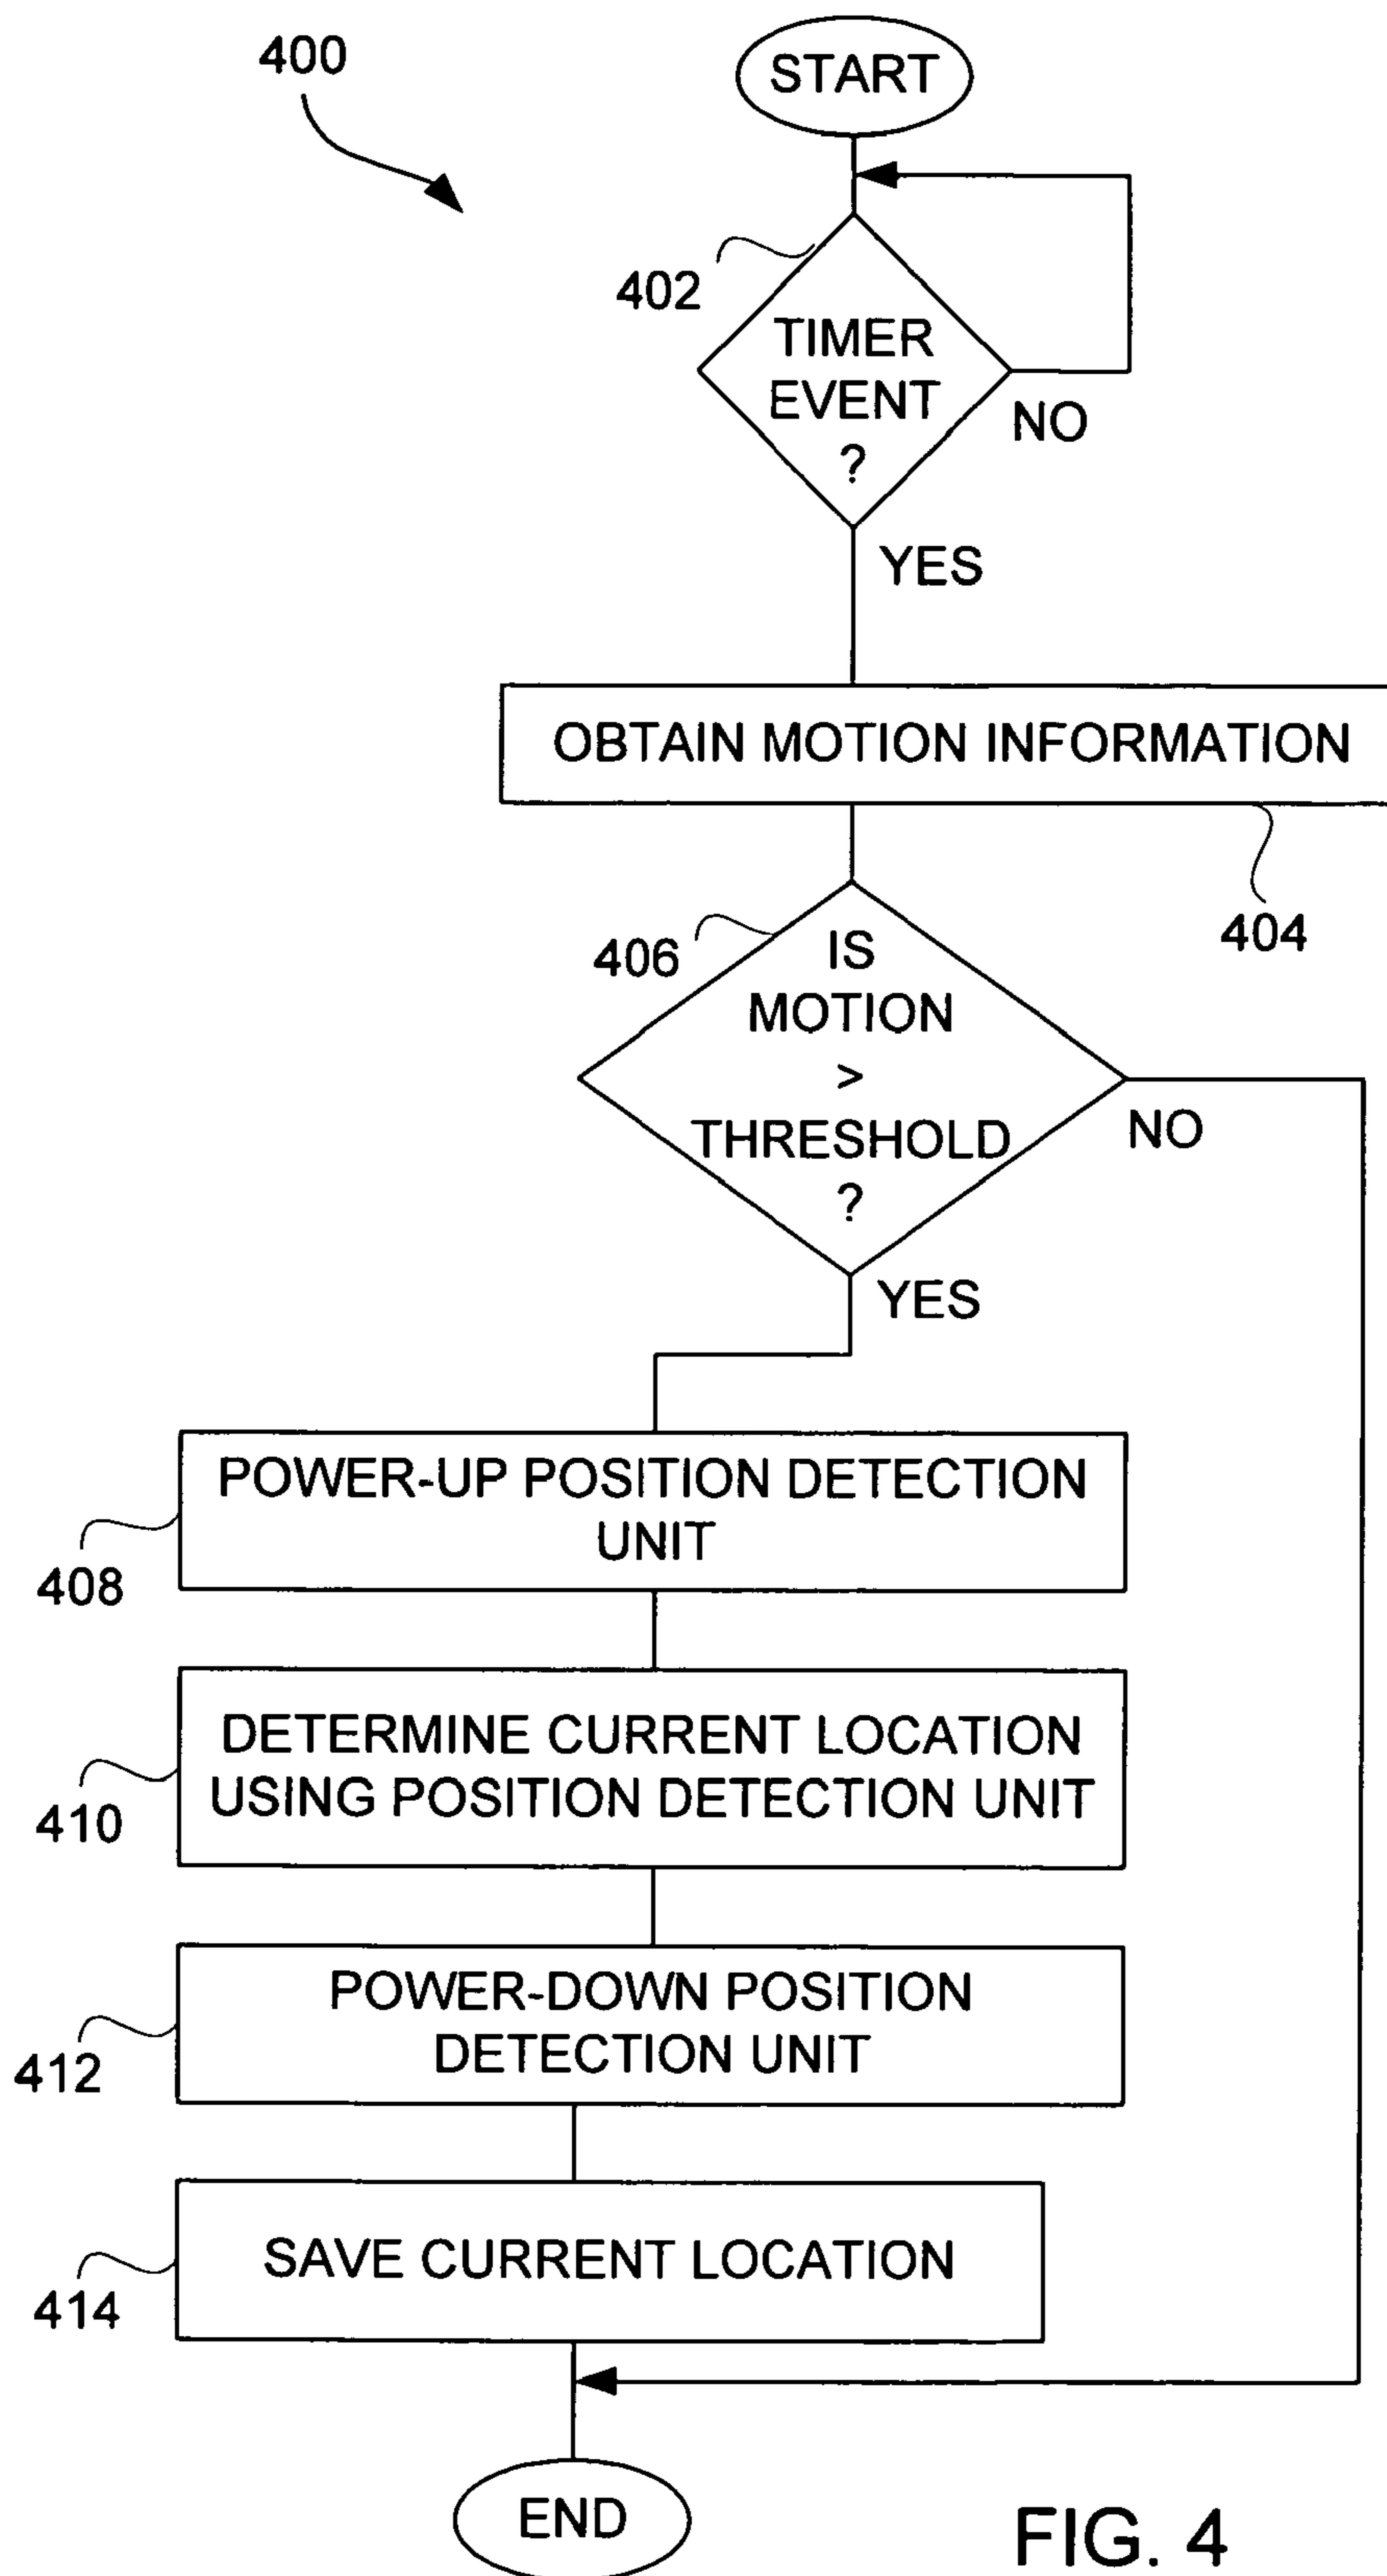 400
START
402
TIMER
EVENT
?
NO
YES
OBTAIN MOTION INFORMATION
404
406
IS
MOTION
>
THRESHOLD
?
NO
YES
POWER-UP POSITION DETECTION
UNIT
408
DETERMINE CURRENT LOCATION
USING POSITION DETECTION UNIT
410
POWER-DOWN POSITION
DETECTION UNIT
412
SAVE CURRENT LOCATION
414
END
FIG. 4